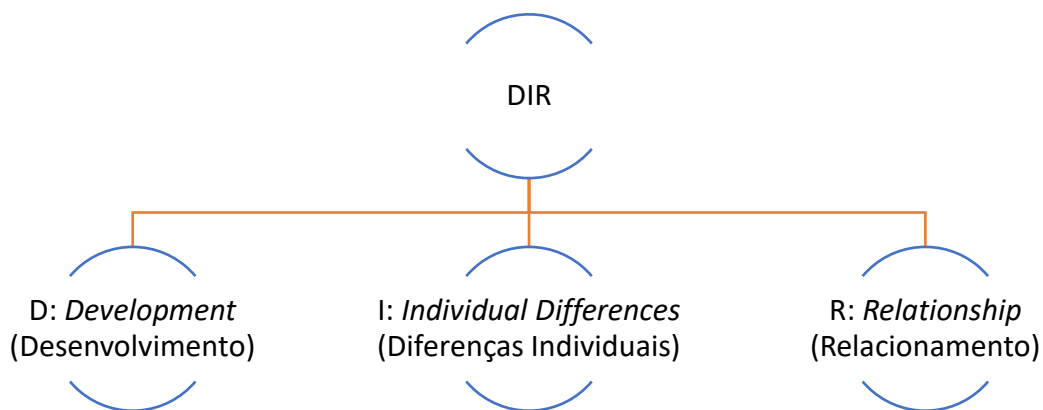 DIR
D: Development
(Desenvolvimento)
I: Individual Differences
(Diferenças Individuais)
R: Relationship
(Relacionamento)